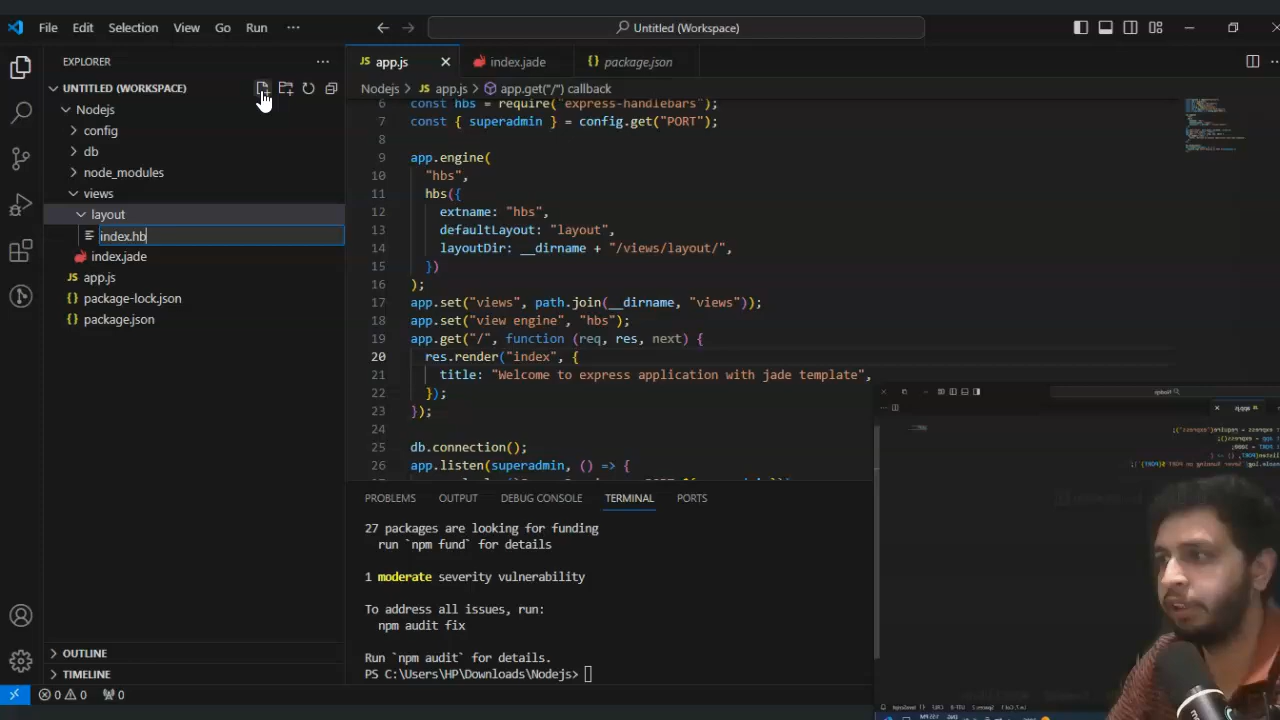 File Edit Selection View Go Run ··· Untitled (Workspace)
EXPLORER
UNTITLED (WORKSPACE)
Nodejs
config
db
node_modules
views
layout
index.hb
index.jade
app.js
package-lock.json
package.json
OUTLINE
TIMELINE
0 0 0
app.js index.jade package.json
Nodejs > app.js > app.get("/") callback
6 const hbs = require("express-handlebars");
7 const { superadmin } = config.get("PORT");
8
9 app.engine(
10 "hbs",
11 hbs({
12 extname: "hbs",
13 defaultLayout: "layout",
14 layoutDir: __dirname + "/views/layout/",
15 })
16 );
17 app.set("views", path.join(__dirname, "views"));
18 app.set("view engine", "hbs");
19 app.get("/", function (req, res, next) {
20 res.render("index", {
21 title: "Welcome to express application with jade template",
22 });
23 });
24
25 db.connection();
26 app.listen(superadmin, () => {
PROBLEMS OUTPUT DEBUG CONSOLE TERMINAL PORTS
27 packages are looking for funding
run `npm fund` for details
1 moderate severity vulnerability
To address all issues, run:
npm audit fix
Run `npm audit` for details.
PS C:\Users\HP\Downloads\Nodejs>